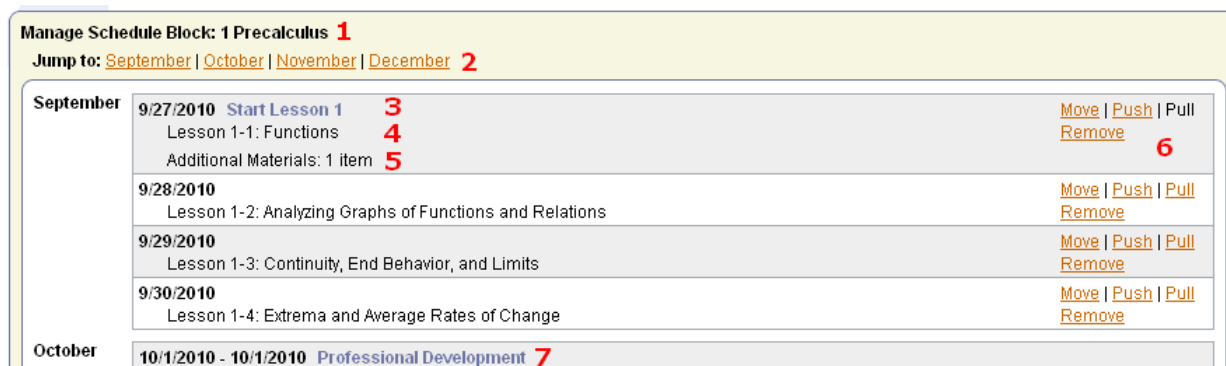 Manage Schedule Block: 1 Precalculus 1
Jump to: September | October | November | December 2
September 9/27/2010 Start Lesson 1 3 Move | Push | Pull
Lesson 1-1: Functions 4 Remove
6
Additional Materials: 1 item 5
9/28/2010 Move | Push | Pull
Lesson 1-2: Analyzing Graphs of Functions and Relations Remove
9/29/2010 Move | Push | Pull
Lesson 1-3: Continuity, End Behavior, and Limits Remove
9/30/2010 Move | Push | Pull
Lesson 1-4: Extrema and Average Rates of Change Remove
October 10/1/2010 - 10/1/2010 Professional Development 7